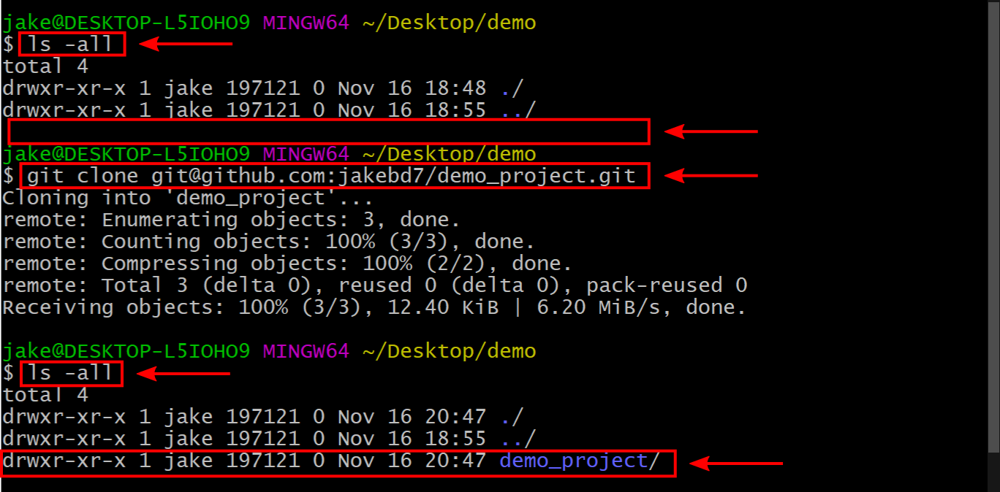 jake@DESKTOP-L5IOHO9 MINGW64 ~/Desktop/demo
$ ls -all
total 4
drwxr-xr-x 1 jake 197121 0 Nov 16 18:48 ./
drwxr-xr-x 1 jake 197121 0 Nov 16 18:55 ../
jake@DESKTOP-L5IOHO9 MINGW64 ~/Desktop/demo
$ git clone git@github.com:jakebd7/demo_project.git
Cloning into 'demo_project'...
remote: Enumerating objects: 3, done.
remote: Counting objects: 100% (3/3), done.
remote: Compressing objects: 100% (2/2), done.
remote: Total 3 (delta 0), reused 0 (delta 0), pack-reused 0
Receiving objects: 100% (3/3), 12.40 KiB | 6.20 MiB/s, done.
jake@DESKTOP-L5IOHO9 MINGW64 ~/Desktop/demo
$ ls -all
total 4
drwxr-xr-x 1 jake 197121 0 Nov 16 20:47 ./
drwxr-xr-x 1 jake 197121 0 Nov 16 18:55 ../
drwxr-xr-x 1 jake 197121 0 Nov 16 20:47 demo_project/